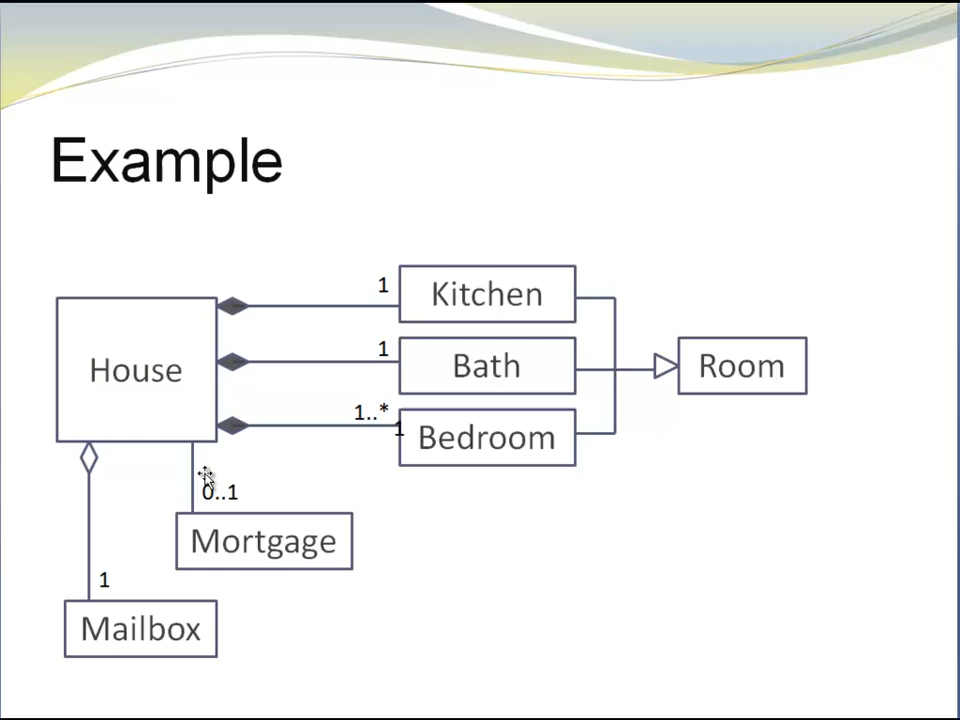 Example
1
Kitchen
House
1
Bath
Room
1..*
1
Bedroom
0..1
Mortgage
1
Mailbox